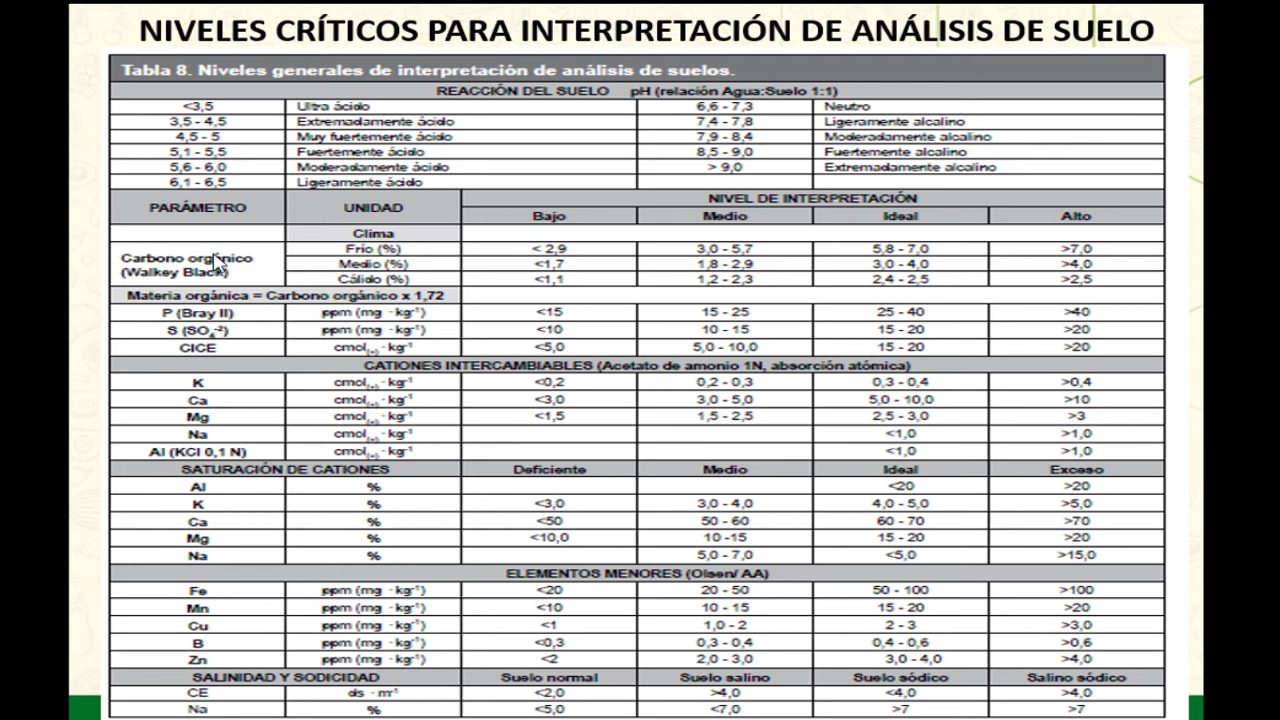 NIVELES CRÍTICOS PARA INTERPRETACIÓN DE ANÁLISIS DE SUELO
Tabla 8. Niveles generales de interpretación de análisis de suelos.
REACCIÓN DEL SUELO pH (relación Agua:Suelo 1:1)
<3,5 Ultra ácido 6,6 - 7,3 Neutro
3,5 - 4,5 Extremadamente ácido 7,4 - 7,8 Ligeramente alcalino
4,5 - 5 Muy fuertemente ácido 7,9 - 8,4 Moderadamente alcalino
5,1 - 5,5 Fuertemente ácido 8,5 - 9,0 Fuertemente alcalino
5,6 - 6,0 Moderadamente ácido > 9,0 Extremadamente alcalino
6,1 - 6,5 Ligeramente ácido
PARÁMETRO UNIDAD NIVEL DE INTERPRETACIÓN
Bajo Medio Ideal Alto
Clima
Carbono orgánico (Walkey Black)
Frío (%) < 2,9 3,0 - 5,7 5,8 - 7,0 >7,0
Medio (%) <1,7 1,8 - 2,9 3,0 - 4,0 >4,0
Cálido (%) <1,1 1,2 - 2,3 2,4 - 2,5 >2,5
Materia orgánica = Carbono orgánico x 1,72
P (Bray II) ppm (mg · kg⁻¹) <15 15 - 25 25 - 40 >40
S (SO₄⁻²) ppm (mg · kg⁻¹) <10 10 - 15 15 - 20 >20
CICE cmol₍₊₎ · kg⁻¹ <5,0 5,0 - 10,0 15 - 20 >20
CATIONES INTERCAMBIABLES (Acetato de amonio 1N, absorción atómica)
K cmol₍₊₎ · kg⁻¹ <0,2 0,2 - 0,3 0,3 - 0,4 >0,4
Ca cmol₍₊₎ · kg⁻¹ <3,0 3,0 - 5,0 5,0 - 10,0 >10
Mg cmol₍₊₎ · kg⁻¹ <1,5 1,5 - 2,5 2,5 - 3,0 >3
Na cmol₍₊₎ · kg⁻¹ <1,0 >1,0
Al (KCl 0,1 N) cmol₍₊₎ · kg⁻¹ <1,0 >1,0
SATURACIÓN DE CATIONES Deficiente Medio Ideal Exceso
Al % <20 >20
K % <3,0 3,0 - 4,0 4,0 - 5,0 >5,0
Ca % <50 50 - 60 60 - 70 >70
Mg % <10,0 10 -15 15 - 20 >20
Na % 5,0 - 7,0 <5,0 >15,0
ELEMENTOS MENORES (Olsen/ AA)
Fe ppm (mg · kg⁻¹) <20 20 - 50 50 - 100 >100
Mn ppm (mg · kg⁻¹) <10 10 - 15 15 - 20 >20
Cu ppm (mg · kg⁻¹) <1 1,0 - 2 2 - 3 >3,0
B ppm (mg · kg⁻¹) <0,3 0,3 - 0,4 0,4 - 0,6 >0,6
Zn ppm (mg · kg⁻¹) <2 2,0 - 3,0 3,0 - 4,0 >4,0
SALINIDAD Y SODICIDAD Suelo normal Suelo salino Suelo sódico Salino sódico
CE ds · m⁻¹ <2,0 >4,0 <4,0 >4,0
Na % <5,0 <7,0 >7 >7